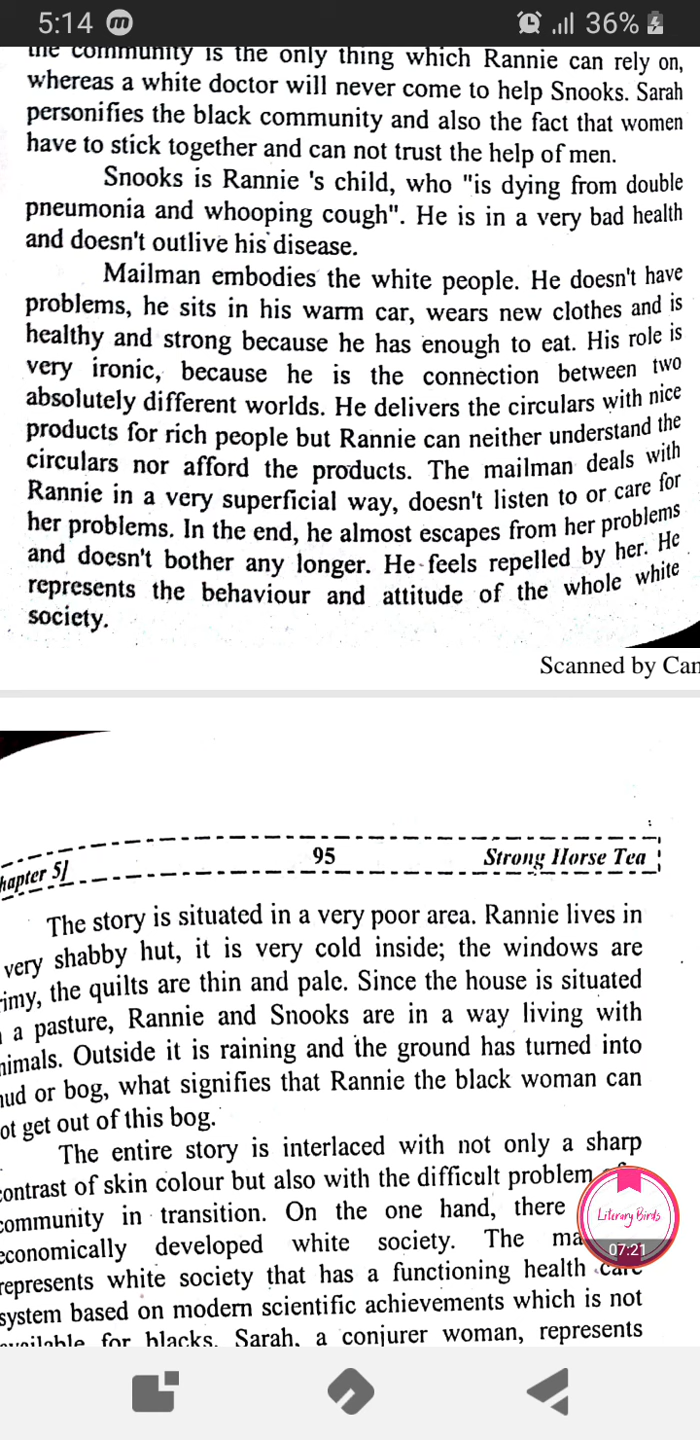 5:14 m 36%
the community is the only thing which Rannie can rely on,
whereas a white doctor will never come to help Snooks. Sarah
personifies the black community and also the fact that women
have to stick together and can not trust the help of men.
Snooks is Rannie 's child, who "is dying from double
pneumonia and whooping cough". He is in a very bad health
and doesn't outlive his disease.
Mailman embodies the white people. He doesn't have
problems, he sits in his warm car, wears new clothes and is
healthy and strong because he has enough to eat. His role is
very ironic, because he is the connection between two
absolutely different worlds. He delivers the circulars with nice
products for rich people but Rannie can neither understand the
circulars nor afford the products. The mailman deals with
Rannie in a very superficial way, doesn't listen to or care for
her problems. In the end, he almost escapes from her problems
and doesn't bother any longer. He feels repelled by her. He
represents the behaviour and attitude of the whole white
society.
Scanned by Cam
hapter 5] 95 Strong Horse Tea
The story is situated in a very poor area. Rannie lives in
very shabby hut, it is very cold inside; the windows are
rimy, the quilts are thin and pale. Since the house is situated
a pasture, Rannie and Snooks are in a way living with
nimals. Outside it is raining and the ground has turned into
mud or bog, what signifies that Rannie the black woman can
ot get out of this bog.
The entire story is interlaced with not only a sharp
contrast of skin colour but also with the difficult problem
community in transition. On the one hand, there
economically developed white society. The ma
represents white society that has a functioning health care
system based on modern scientific achievements which is not
available for blacks. Sarah, a conjurer woman, represents
Literary Birds
07:21